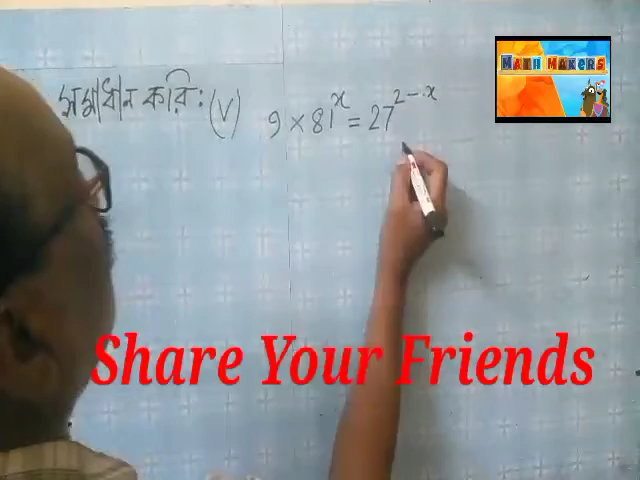 MATH MAKERS
সমাধান করি: (V) 9 × 81^x = 27^2-x
Share Your Friends